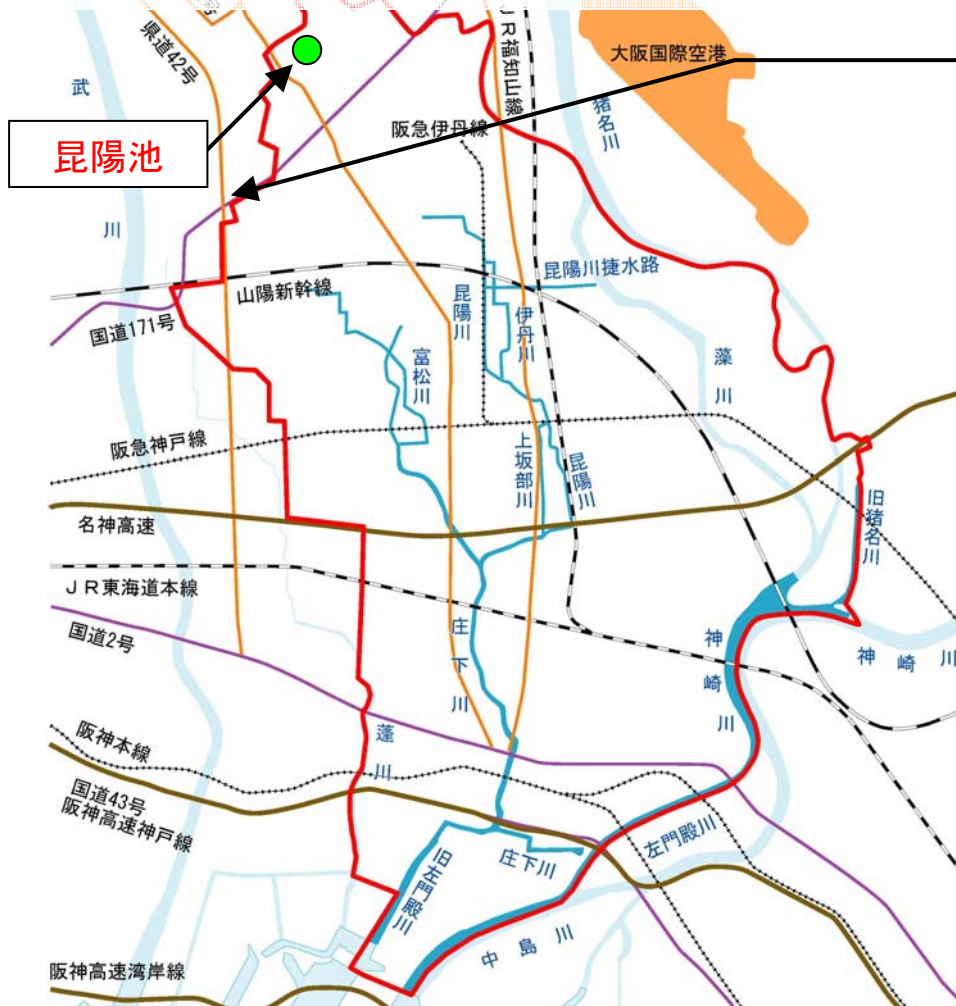 県道42号
JR福知山線
大阪国際空港
武
川
昆陽池
猪名川
阪急伊丹線
昆陽川捷水路
山陽新幹線
国道171号
昆陽川
伊丹川
富松川
藻川
阪急神戸線
上坂部川
昆陽川
名神高速
旧猪名川
JR東海道本線
国道2号
庄下川
神崎川
神崎川
蓬川
阪神本線
国道43号
阪神高速神戸線
庄下川
左門殿川
旧左門殿川
中島川
阪神高速湾岸線